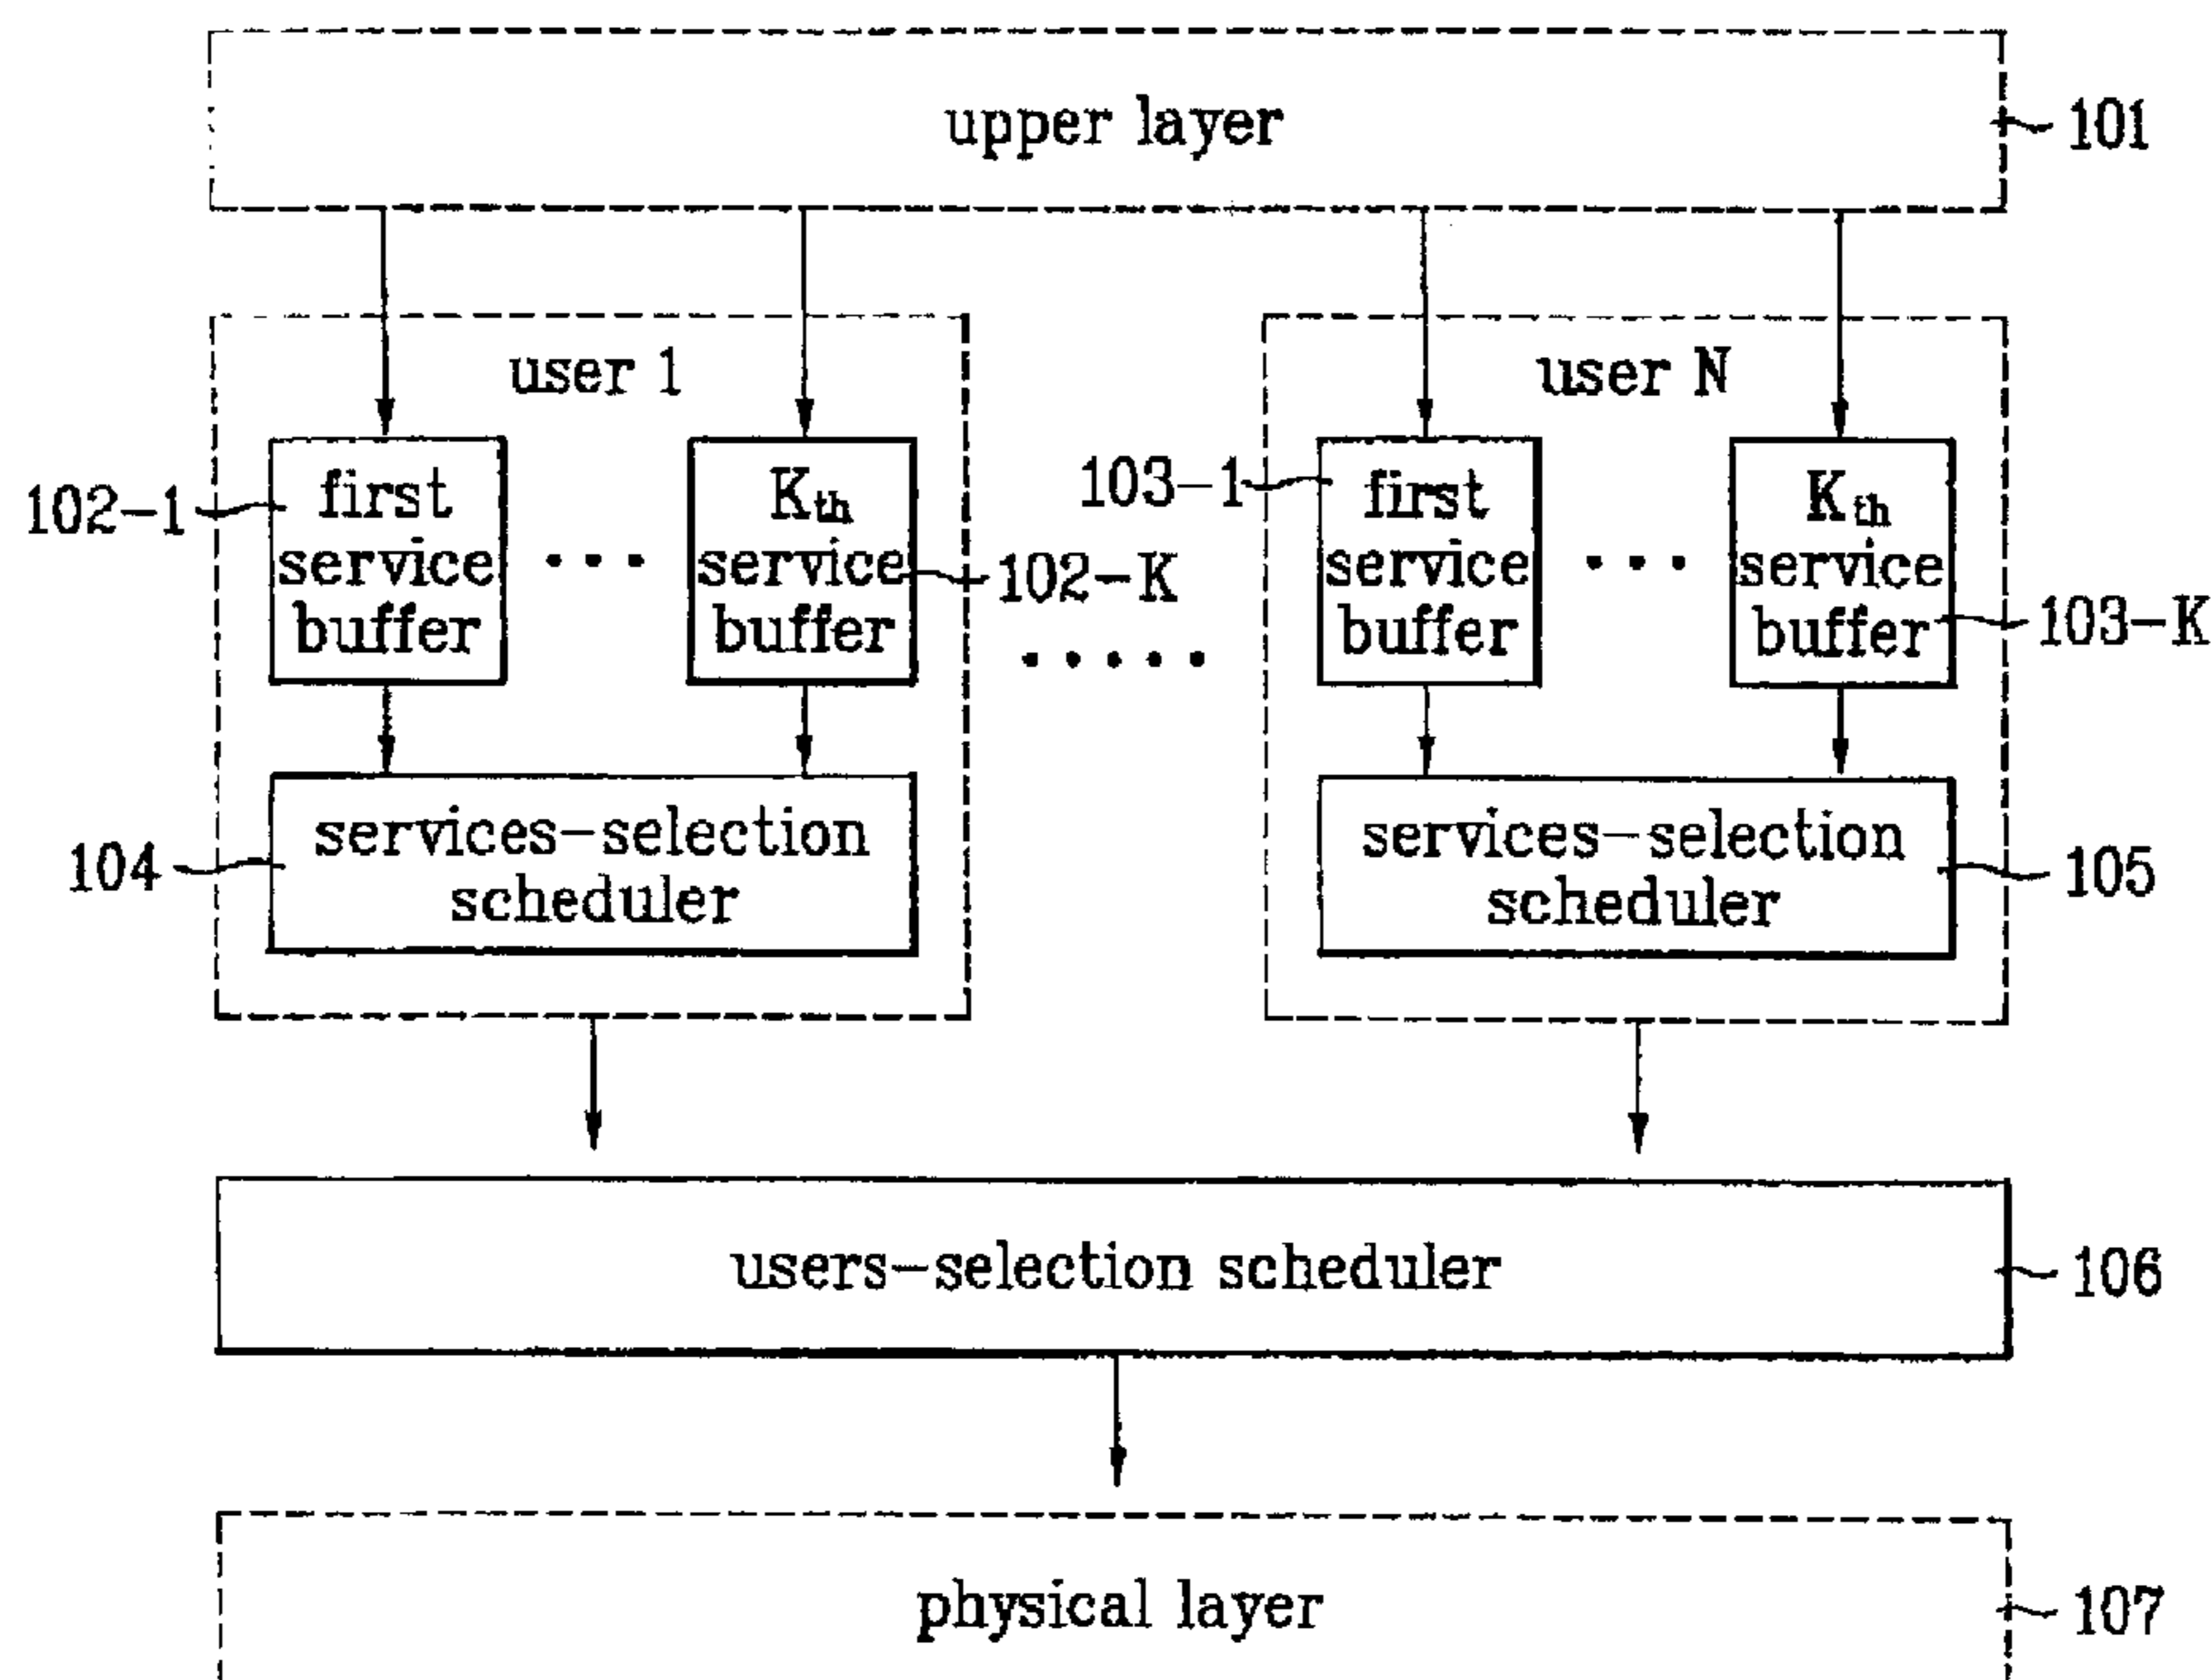 upper layer
101
user 1
user N
102-1
first
service
buffer
Kth
service
buffer
102-K
103-1
first
service
buffer
Kth
service
buffer
103-K
104
services-selection
scheduler
services-selection
scheduler
105
users-selection scheduler
106
physical layer
107